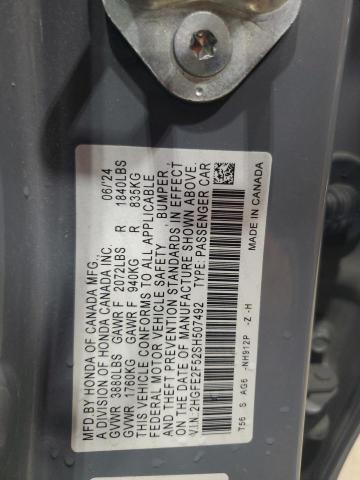 MFD BY HONDA OF CANADA MFG., 06/24
A DIVISION OF HONDA CANADA INC.
GVWR 3880LBS GAWR F 2072LBS R 1840LBS
GVWR 1760KG GAWR F 940KG R 835KG
THIS VEHICLE CONFORMS TO ALL APPLICABLE
FEDERAL MOTOR VEHICLE SAFETY, BUMPER,
AND THEFT PREVENTION STANDARDS IN EFFECT
ON THE DATE OF MANUFACTURE SHOWN ABOVE.
V.I.N.:2HGFE2F52SH507492 TYPE: PASSENGER CAR
T56 S AG6 -NH912P -Z -H MADE IN CANADA